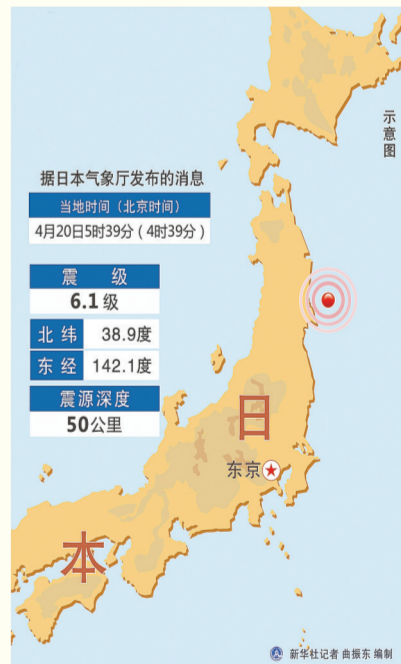 示意图
据日本气象厅发布的消息
当地时间（北京时间）
4月20日5时39分（4时39分）
震 级
6.1级
北纬 38.9度
东经 142.1度
震源深度
50公里
日
东京
本
新华社记者 曲振东 编制